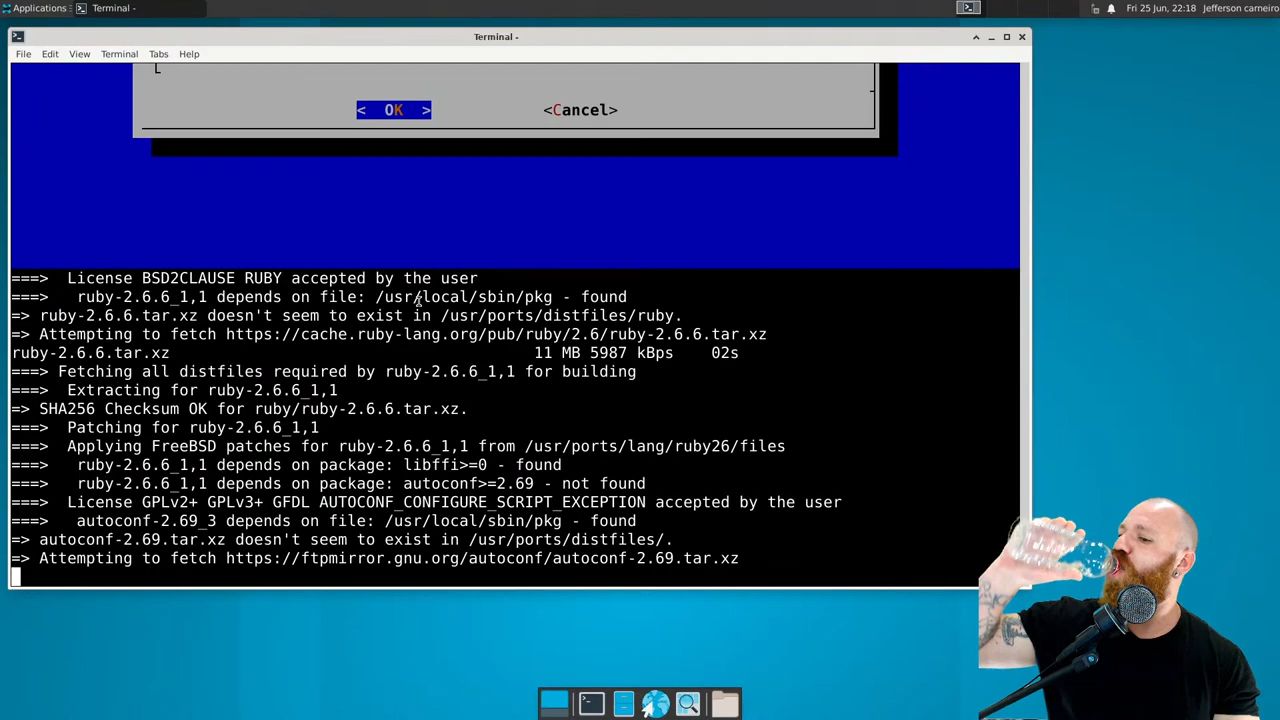 Applications
Terminal -
Fri 25 Jun, 22:18
Jefferson carneiro
Terminal -
File Edit View Terminal Tabs Help
< OK > <Cancel>
===> License BSD2CLAUSE RUBY accepted by the user
===> ruby-2.6.6_1,1 depends on file: /usr/local/sbin/pkg - found
=> ruby-2.6.6.tar.xz doesn't seem to exist in /usr/ports/distfiles/ruby.
=> Attempting to fetch https://cache.ruby-lang.org/pub/ruby/2.6/ruby-2.6.6.tar.xz
ruby-2.6.6.tar.xz 11 MB 5987 kBps 02s
===> Fetching all distfiles required by ruby-2.6.6_1,1 for building
===> Extracting for ruby-2.6.6_1,1
=> SHA256 Checksum OK for ruby/ruby-2.6.6.tar.xz.
===> Patching for ruby-2.6.6_1,1
===> Applying FreeBSD patches for ruby-2.6.6_1,1 from /usr/ports/lang/ruby26/files
===> ruby-2.6.6_1,1 depends on package: libffi>=0 - found
===> ruby-2.6.6_1,1 depends on package: autoconf>=2.69 - not found
===> License GPLv2+ GPLv3+ GFDL AUTOCONF_CONFIGURE_SCRIPT_EXCEPTION accepted by the user
===> autoconf-2.69_3 depends on file: /usr/local/sbin/pkg - found
=> autoconf-2.69.tar.xz doesn't seem to exist in /usr/ports/distfiles/.
=> Attempting to fetch https://ftpmirror.gnu.org/autoconf/autoconf-2.69.tar.xz